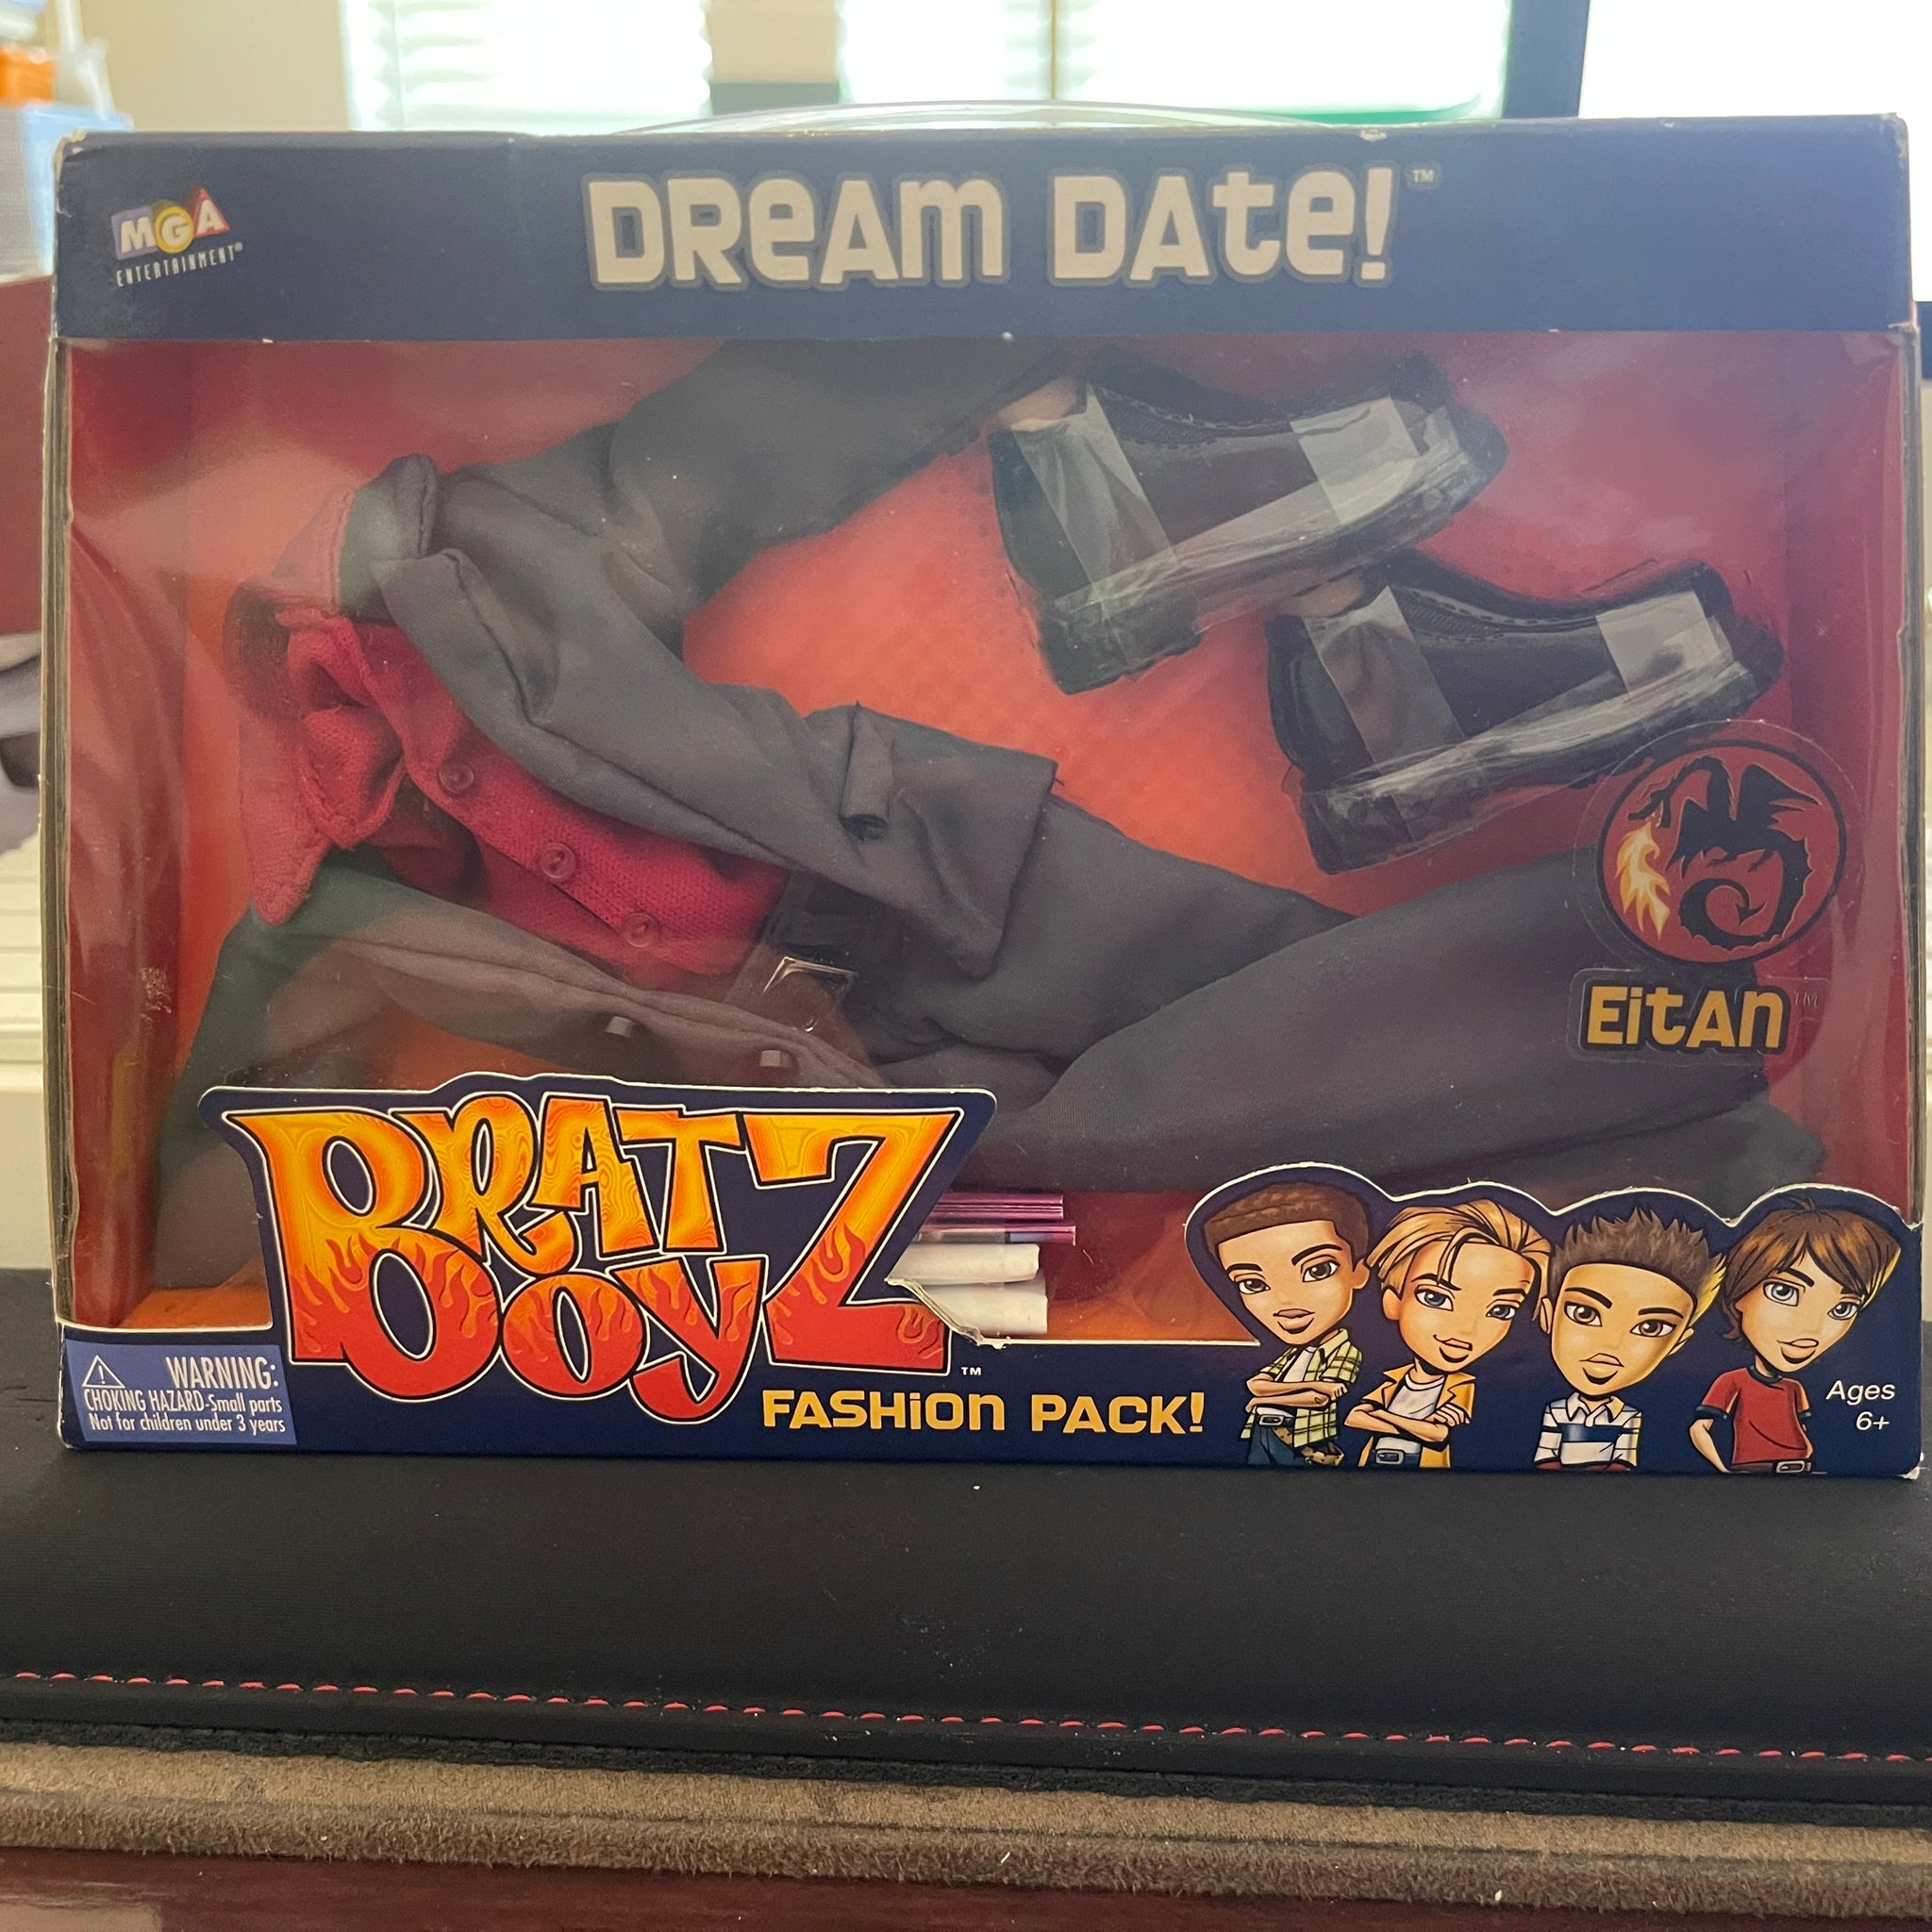 MGA
ENTERTAINMENT®
DREAM DATE!™
EitAn™
BRATZ
BOYZ™
FASHION PACK!
WARNING:
CHOKING HAZARD-Small parts
Not for children under 3 years
Ages
6+